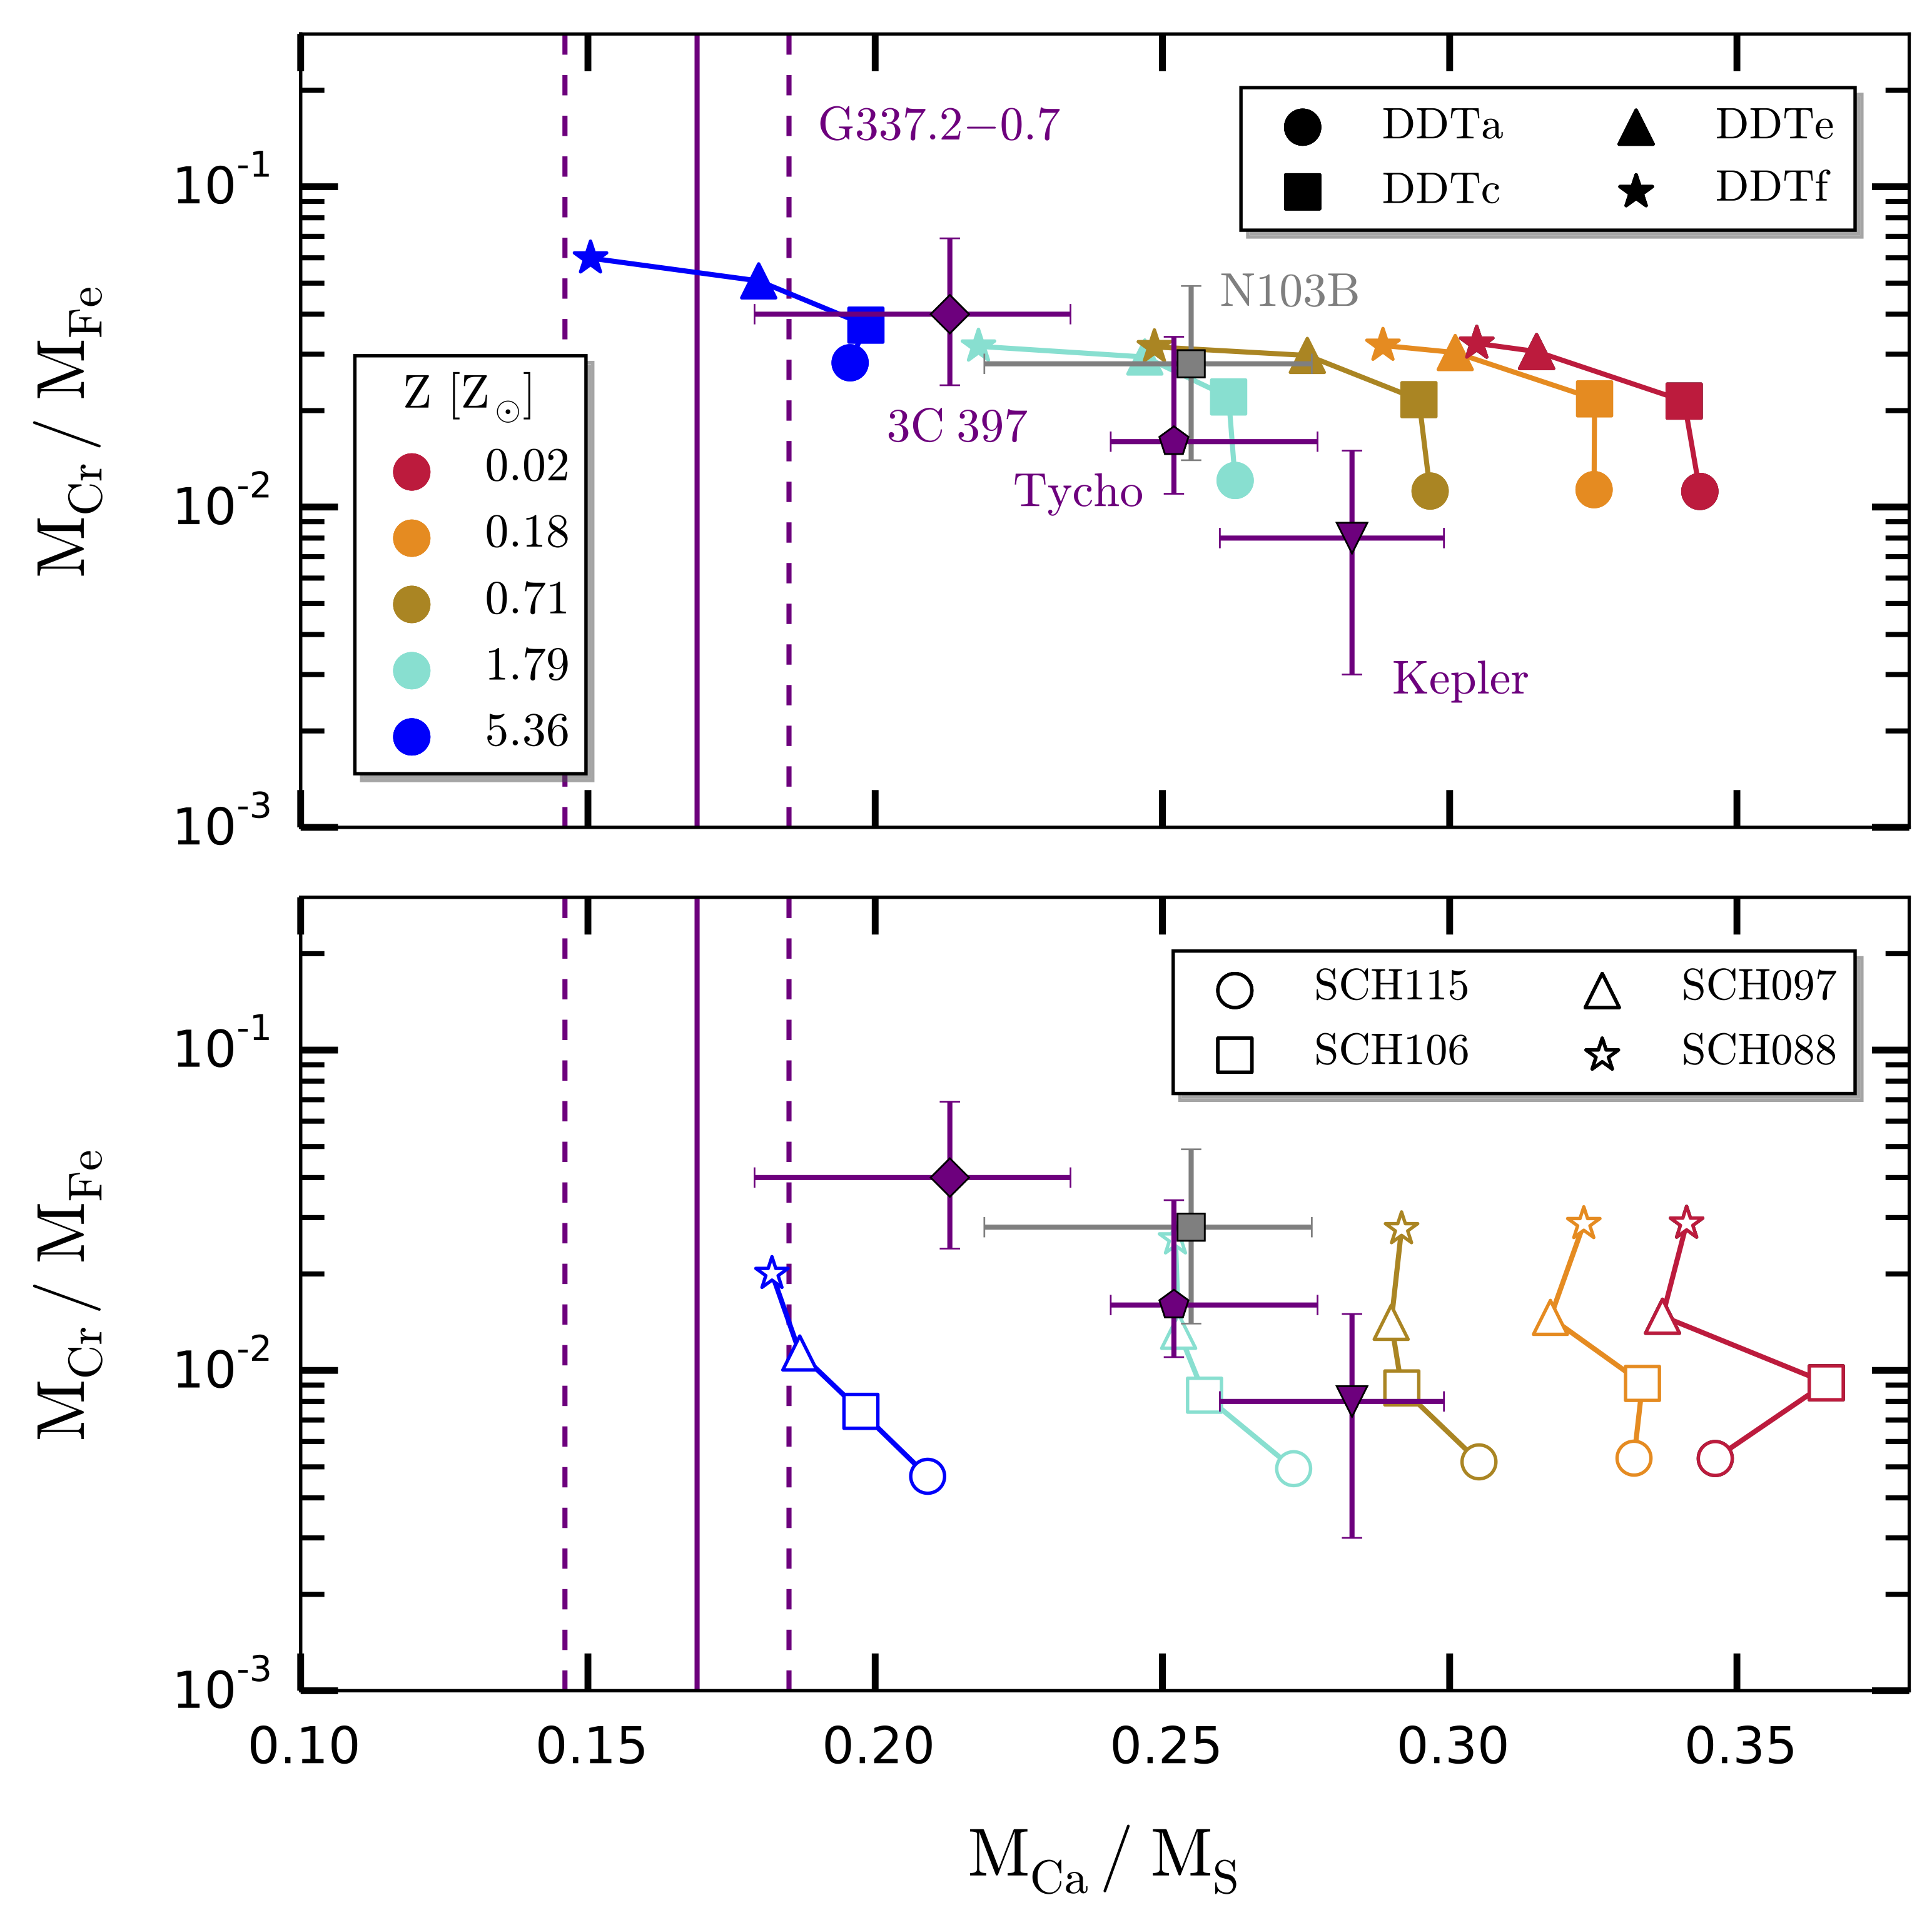 G337.2−0.7
DDTa DDTe
DDTc DDTf
10⁻¹
N103B
M_Cr / M_Fe
Z [Z_⊙]
0.02
0.18
0.71
1.79
5.36
3C 397
Tycho
10⁻²
Kepler
10⁻³
SCH115 SCH097
SCH106 SCH088
10⁻¹
M_Cr / M_Fe
10⁻²
10⁻³
0.10 0.15 0.20 0.25 0.30 0.35
M_Ca / M_S